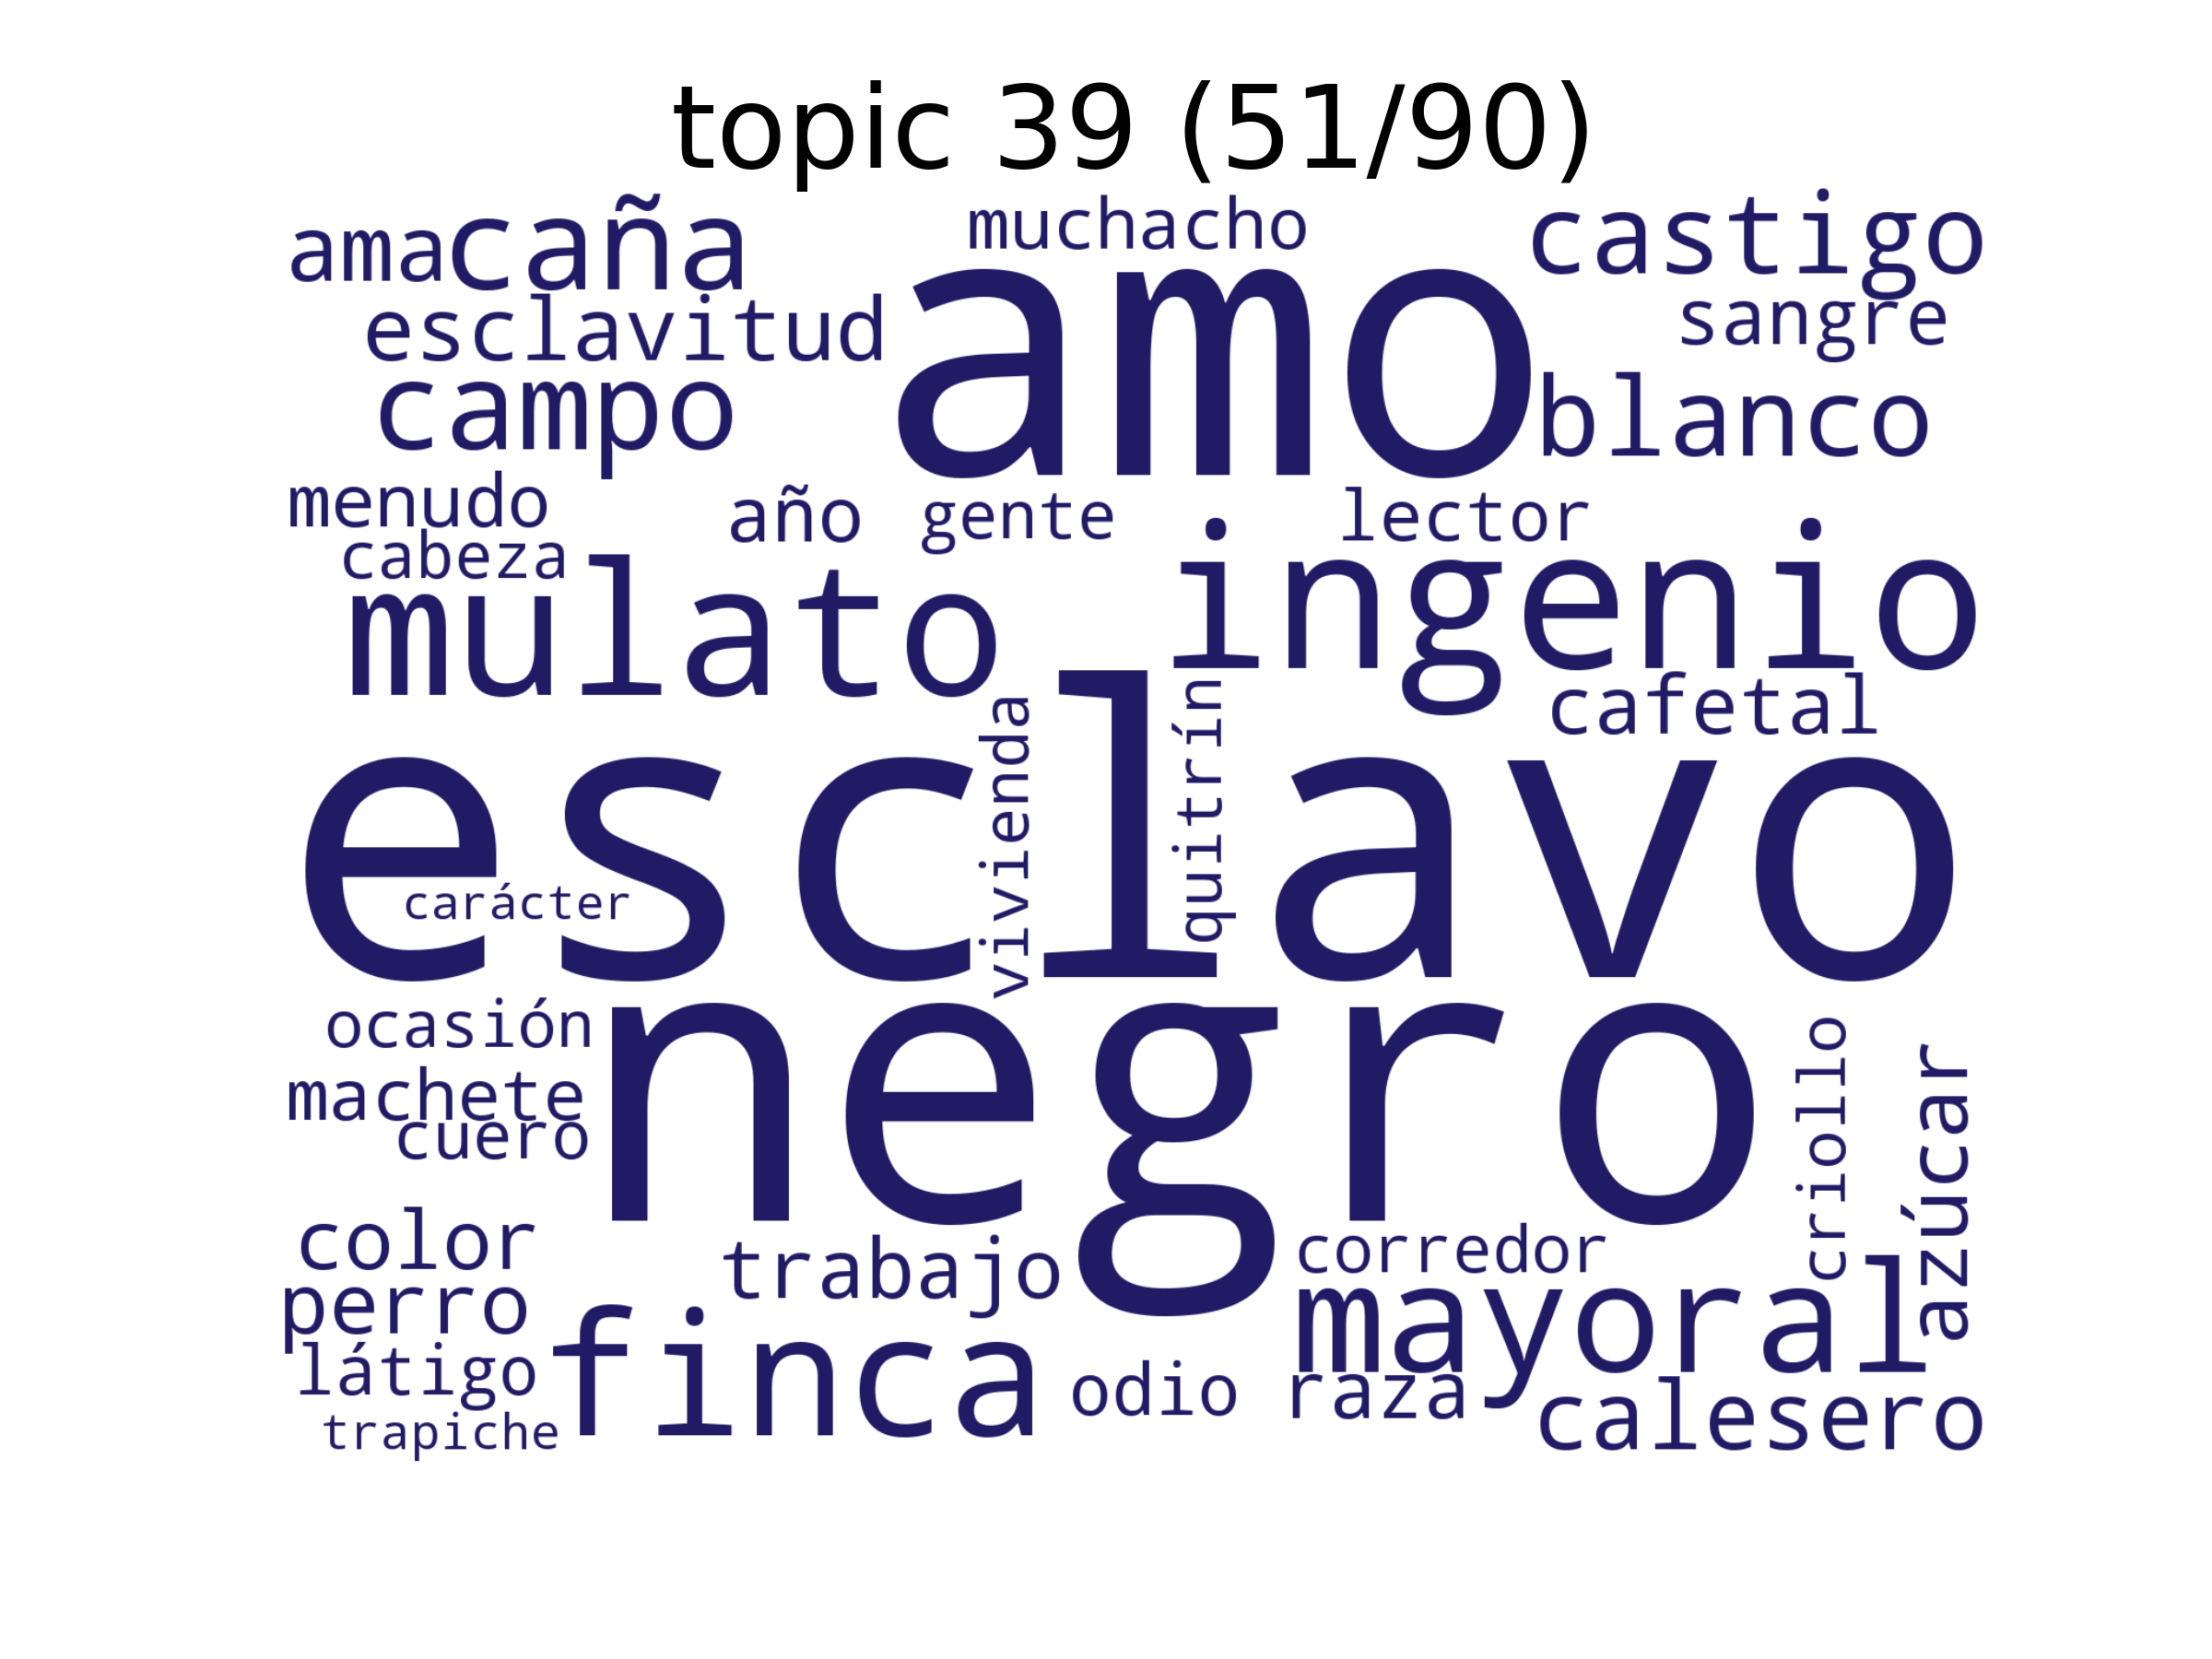 topic 39 (51/90)
ama caña muchacho castigo
esclavitud amo sangre
campo blanco
menudo año gente lector
cabeza mulato ingenio
cafetal
vivienda quitrín
esclavo
carácter
ocasión negro criollo azúcar
machete
cuero
color trabajo corredor
perro mayoral
látigo finca odio raza calesero
trapiche